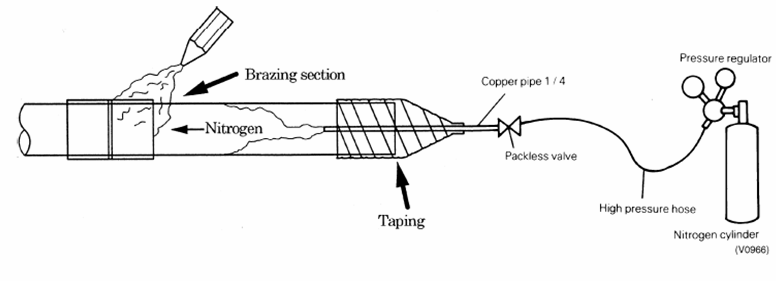 Brazing section
Nitrogen
Taping
Copper pipe 1 / 4
Packless valve
High pressure hose
Pressure regulator
Nitrogen cylinder
(V0966)